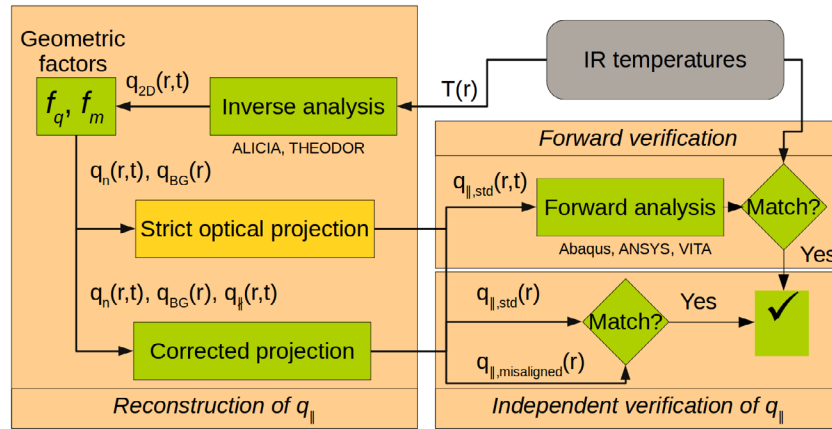 Geometric
factors
f_q, f_m
q_2D(r,t)
Inverse analysis
ALICIA, THEODOR
T(r)
IR temperatures
q_n(r,t), q_BG(r)
Strict optical projection
q_n(r,t), q_BG(r), q_∦(r,t)
Corrected projection
Reconstruction of q_∥
Forward verification
q_∥,std(r,t)
Forward analysis
Abaqus, ANSYS, VITA
Match?
Yes
q_∥,std(r)
Match?
Yes
✓
q_∥,misaligned(r)
Independent verification of q_∥